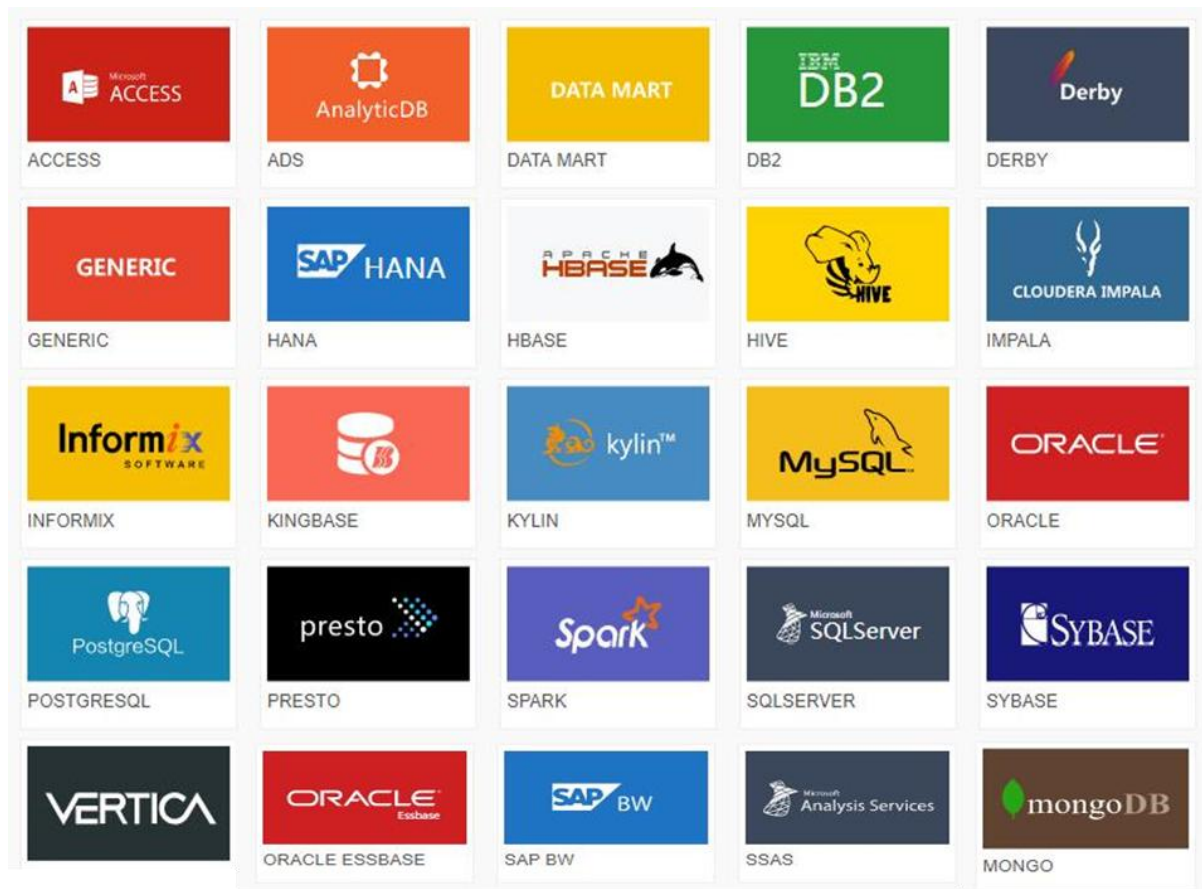 Microsoft
ACCESS
AnalyticDB
DATA MART
IBM
DB2
Derby
ACCESS
ADS
DATA MART
DB2
DERBY
GENERIC
SAP HANA
APACHE
HBASE
HIVE
CLOUDERA IMPALA
GENERIC
HANA
HBASE
HIVE
IMPALA
Informix
SOFTWARE
kylin™
MySQL
ORACLE
INFORMIX
KINGBASE
KYLIN
MYSQL
ORACLE
PostgreSQL
presto
Spark
Microsoft
SQLServer
SYBASE
POSTGRESQL
PRESTO
SPARK
SQLSERVER
SYBASE
VERTICA
ORACLE
Essbase
SAP BW
Microsoft
Analysis Services
mongoDB
ORACLE ESSBASE
SAP BW
SSAS
MONGO